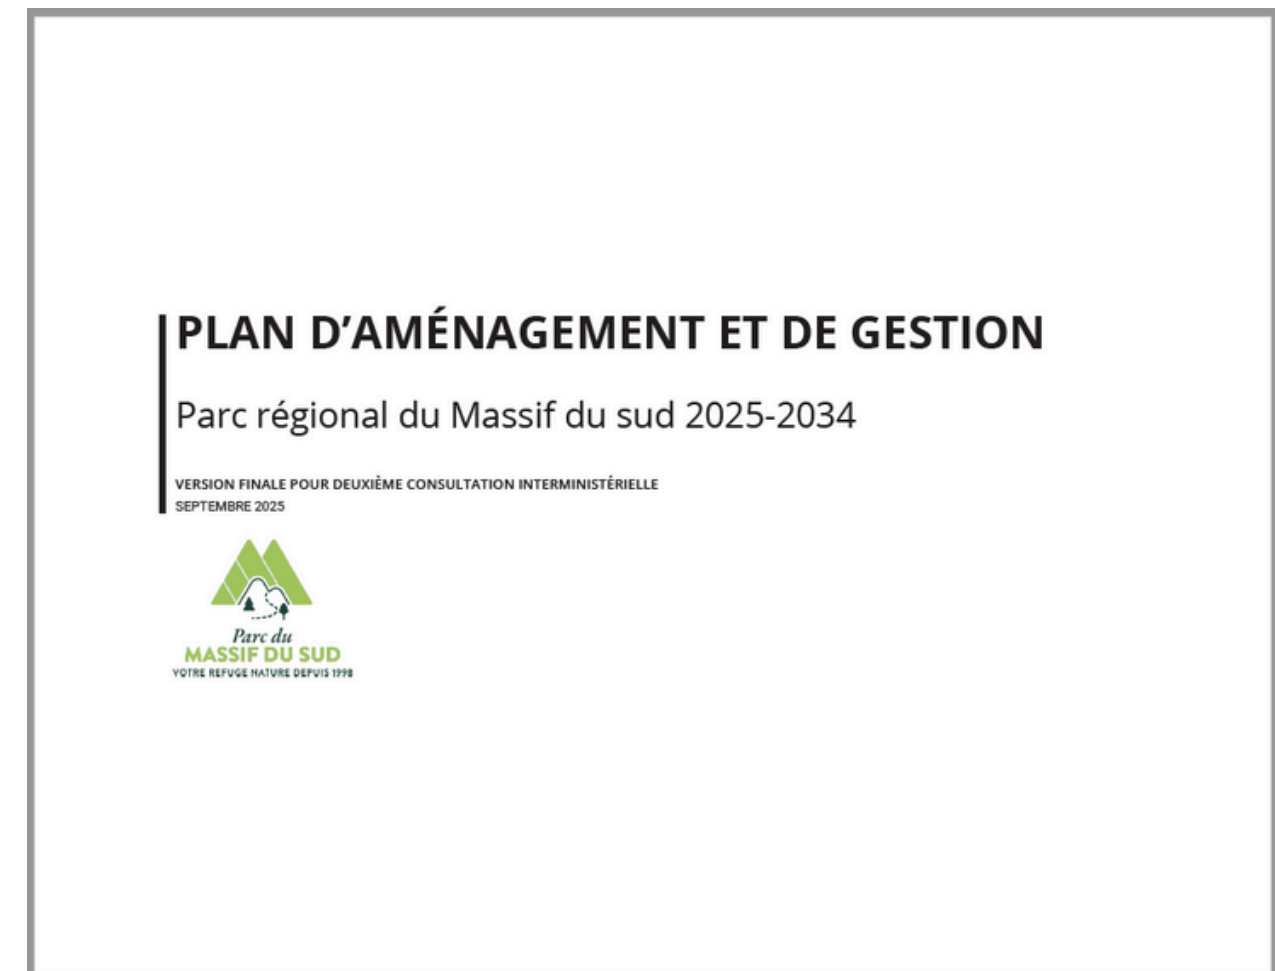 PLAN D’AMÉNAGEMENT ET DE GESTION
Parc régional du Massif du sud 2025-2034
VERSION FINALE POUR DEUXIÈME CONSULTATION INTERMINISTÉRIELLE
SEPTEMBRE 2025
Parc du
MASSIF DU SUD
VOTRE REFUGE NATURE DEPUIS 1998